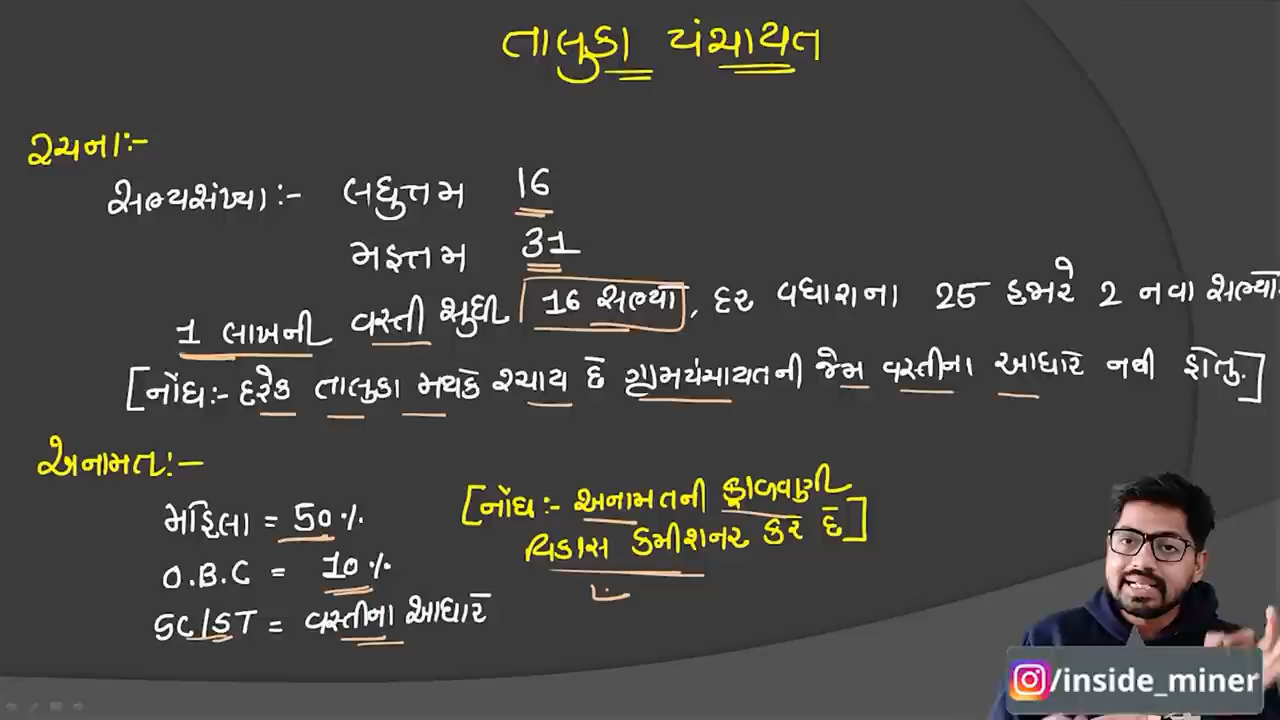 તાલુકા પંચાયત
રચના:-
સભ્યસંખ્યા:- લઘુત્તમ 16
મહત્તમ 31
1 લાખની વસ્તી સુધી 16 સભ્યો, દર વધારાના 25 હજારે 2 નવા સભ્યો
[નોંધ:- દરેક તાલુકા મથકે રચાય છે ગ્રામપંચાયતની જેમ વસ્તીના આધારે નથી હોતુ.]
અનામત:-
મહિલા = 50%
O.B.C = 10%
SC/ST = વસ્તીના આધારે
[નોંધ:- અનામતની ફાળવણી
વિકાસ કમીશનર કરે છે]
/inside_miner